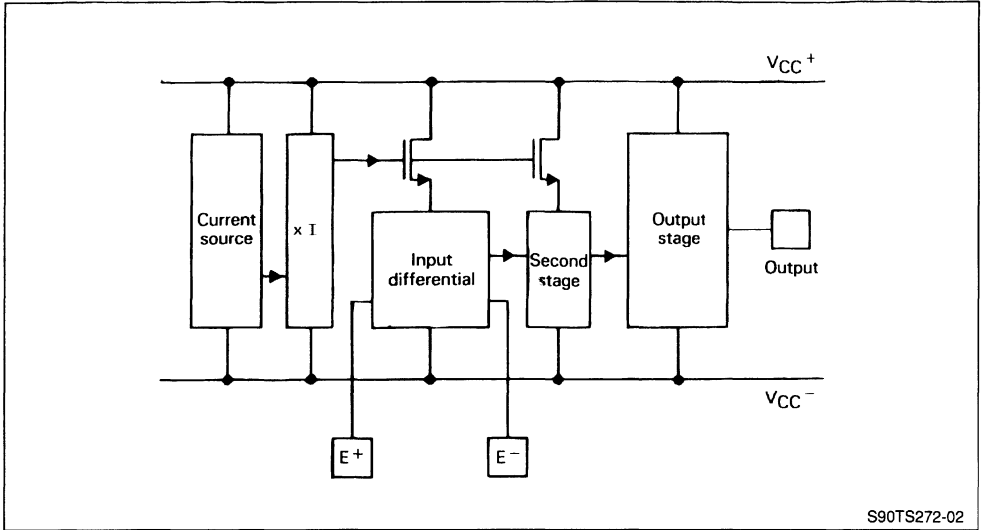 VCC+
Current
source
x I
Input
differential
Second
stage
Output
stage
Output
VCC−
E+
E−
S90TS272-02